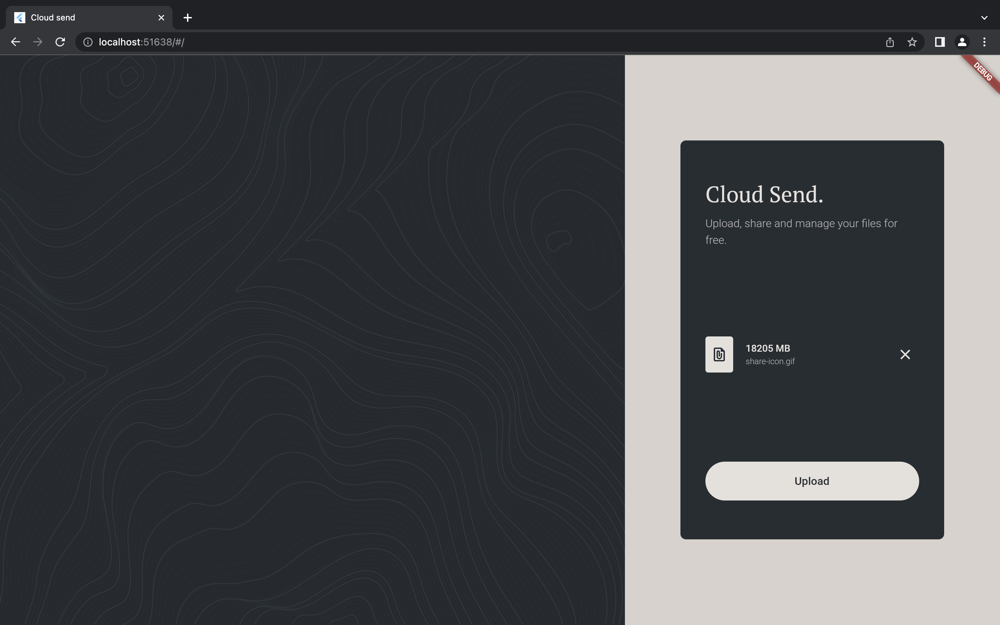 Cloud send
localhost:51638/#/
DEBUG
Cloud Send.
Upload, share and manage your files for
free.
18205 MB
share-icon.gif
Upload